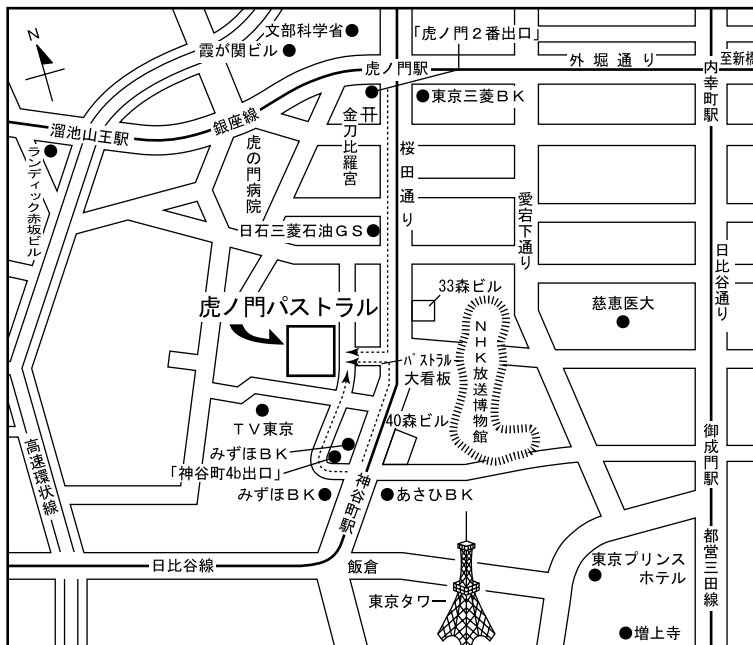 N
文部科学省
霞が関ビル
「虎ノ門２番出口」
外堀通り
至新橋
虎ノ門駅
内幸町駅
東京三菱ＢＫ
溜池山王駅
銀座線
金刀比羅宮
虎の門病院
桜田通り
ランディック赤坂ビル
日石三菱石油ＧＳ
愛宕下通り
日比谷通り
33森ビル
虎ノ門パストラル
慈恵医大
NHK放送博物館
パストラル
大看板
ＴＶ東京
40森ビル
みずほＢＫ
「神谷町4b出口」
みずほＢＫ
神谷町駅
あさひＢＫ
高速環状線
御成門駅
都営三田線
日比谷線
飯倉
東京タワー
東京プリンス
ホテル
増上寺